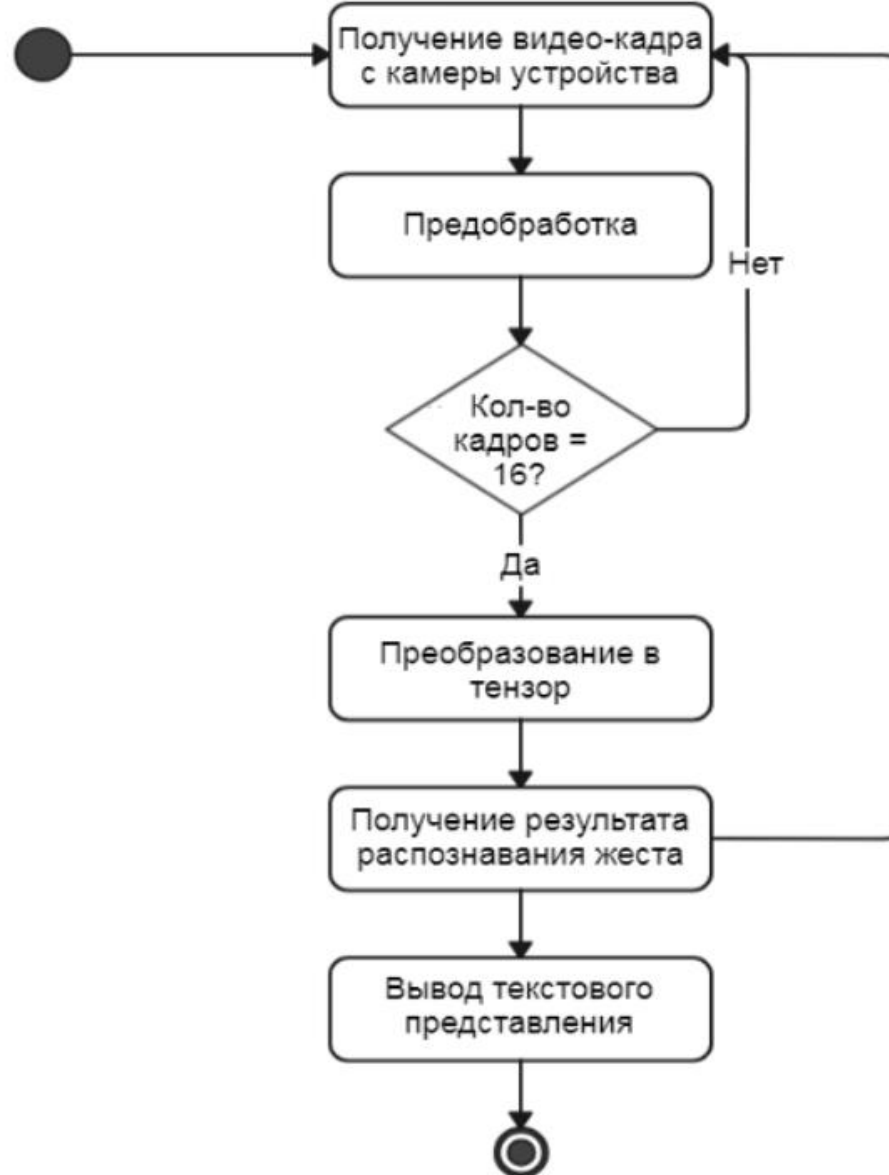 Получение видео-кадра
с камеры устройства
Предобработка
Нет
Кол-во
кадров =
16?
Да
Преобразование в
тензор
Получение результата
распознавания жеста
Вывод текстового
представления